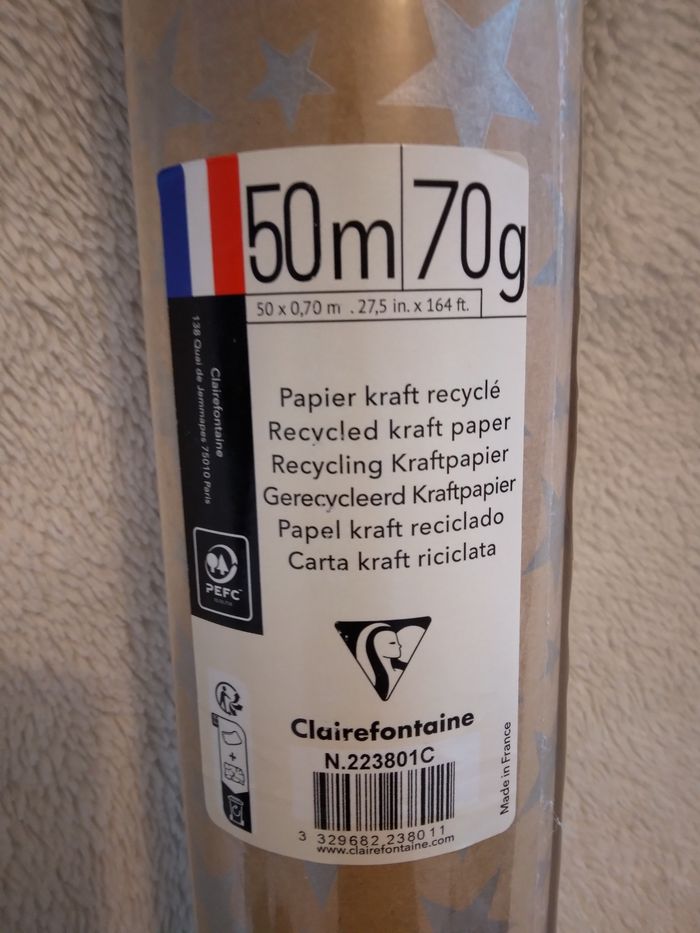 50m 70g
50 x 0,70 m . 27,5 in. x 164 ft.
Clairefontaine
138 Quai de Jemmapes 75010 Paris
Papier kraft recyclé
Recycled kraft paper
Recycling Kraftpapier
Gerecycleerd Kraftpapier
Papel kraft reciclado
Carta kraft riciclata
PEFC™
Clairefontaine
N.223801C
3 329682 238011
www.clairefontaine.com
Made in France